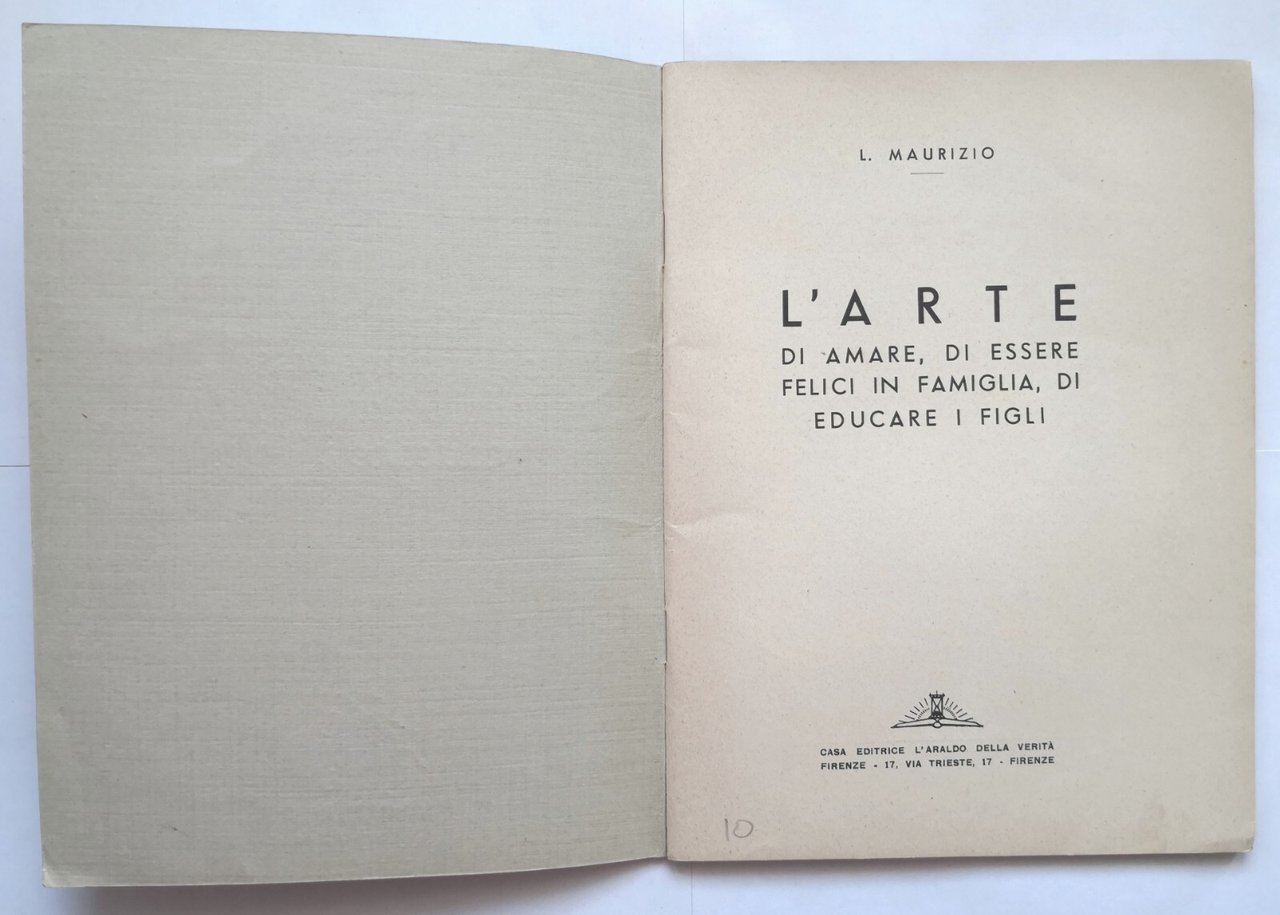 L. MAURIZIO
L'ARTE
DI AMARE, DI ESSERE
FELICI IN FAMIGLIA, DI
EDUCARE I FIGLI
CASA EDITRICE L'ARALDO DELLA VERITÀ
FIRENZE - 17, VIA TRIESTE, 17 - FIRENZE
10